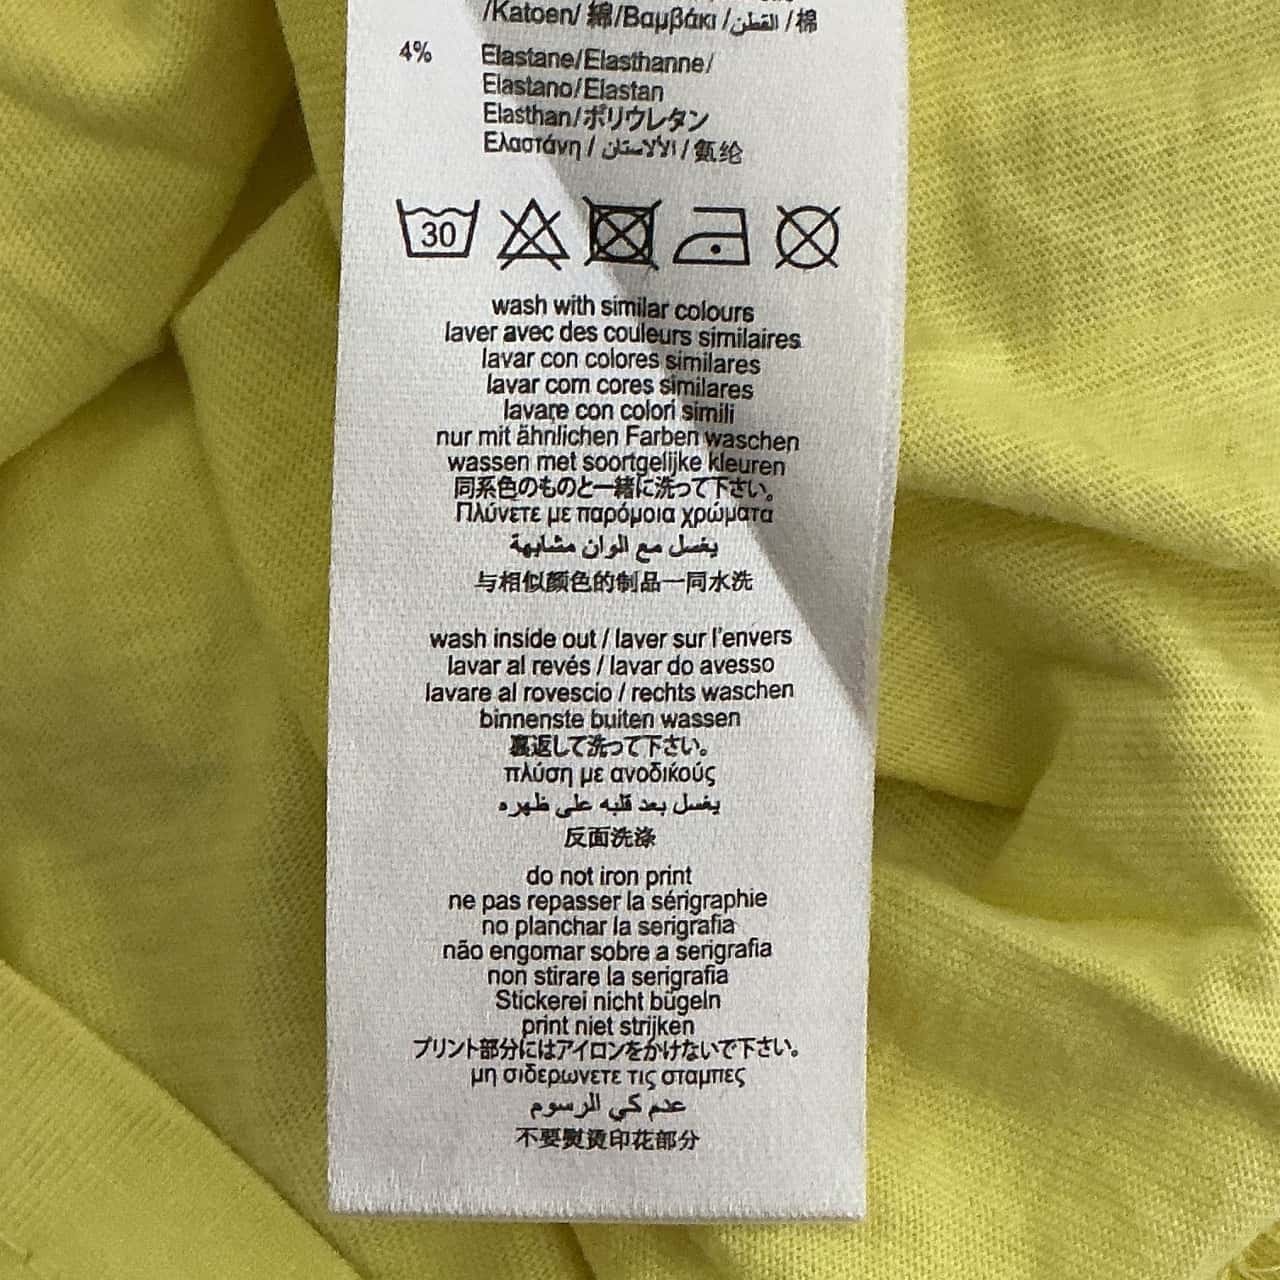 /Katoen/ 綿/Βαμβάκι /القطن / 棉
4% Elastane/Elasthanne/
Elastano/Elastan
Elasthan/ポリウレタン
Ελαστάνη / الألاستان / 氨纶
30
wash with similar colours
laver avec des couleurs similaires
lavar con colores similares
lavar com cores similares
lavare con colori simili
nur mit ähnlichen Farben waschen
wassen met soortgelijke kleuren
同系色のものと一緒に洗って下さい。
Πλύνετε με παρόμοια χρώματα
يغسل مع الوان مشابهة
与相似颜色的制品一同水洗
wash inside out / laver sur l'envers
lavar al revés / lavar do avesso
lavare al rovescio / rechts waschen
binnenste buiten wassen
裏返して洗って下さい。
πλύση με ανοδικούς
يغسل بعد قلبه على ظهره
反面洗涤
do not iron print
ne pas repasser la sérigraphie
no planchar la serigrafia
não engomar sobre a serigrafia
non stirare la serigrafia
Stickerei nicht bügeln
print niet strijken
プリント部分にはアイロンをかけないで下さい。
μη σιδερωνετε τις σταμπες
عدم كي الرسوم
不要熨烫印花部分